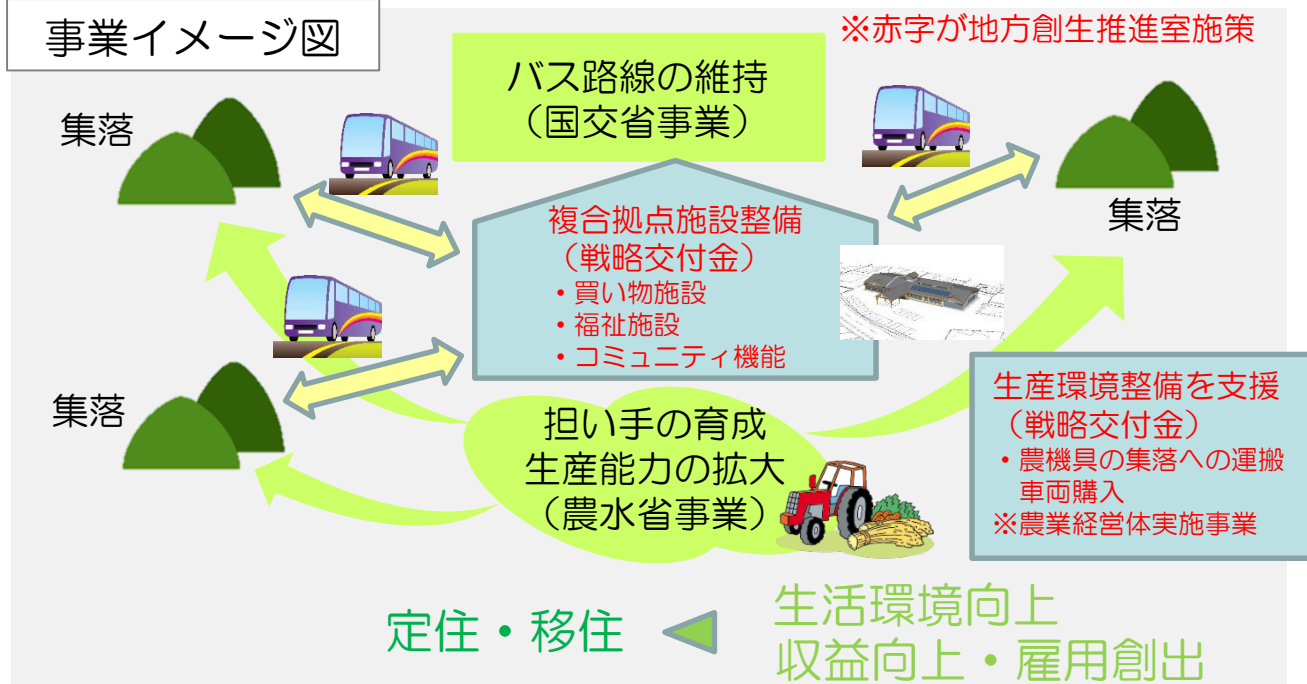 事業イメージ図
※赤字が地方創生推進室施策
バス路線の維持
（国交省事業）
集落
集落
複合拠点施設整備
（戦略交付金）
・買い物施設
・福祉施設
・コミュニティ機能
集落
担い手の育成
生産能力の拡大
（農水省事業）
生産環境整備を支援
（戦略交付金）
・農機具の集落への運搬
車両購入
※農業経営体実施事業
定住・移住
生活環境向上
収益向上・雇用創出